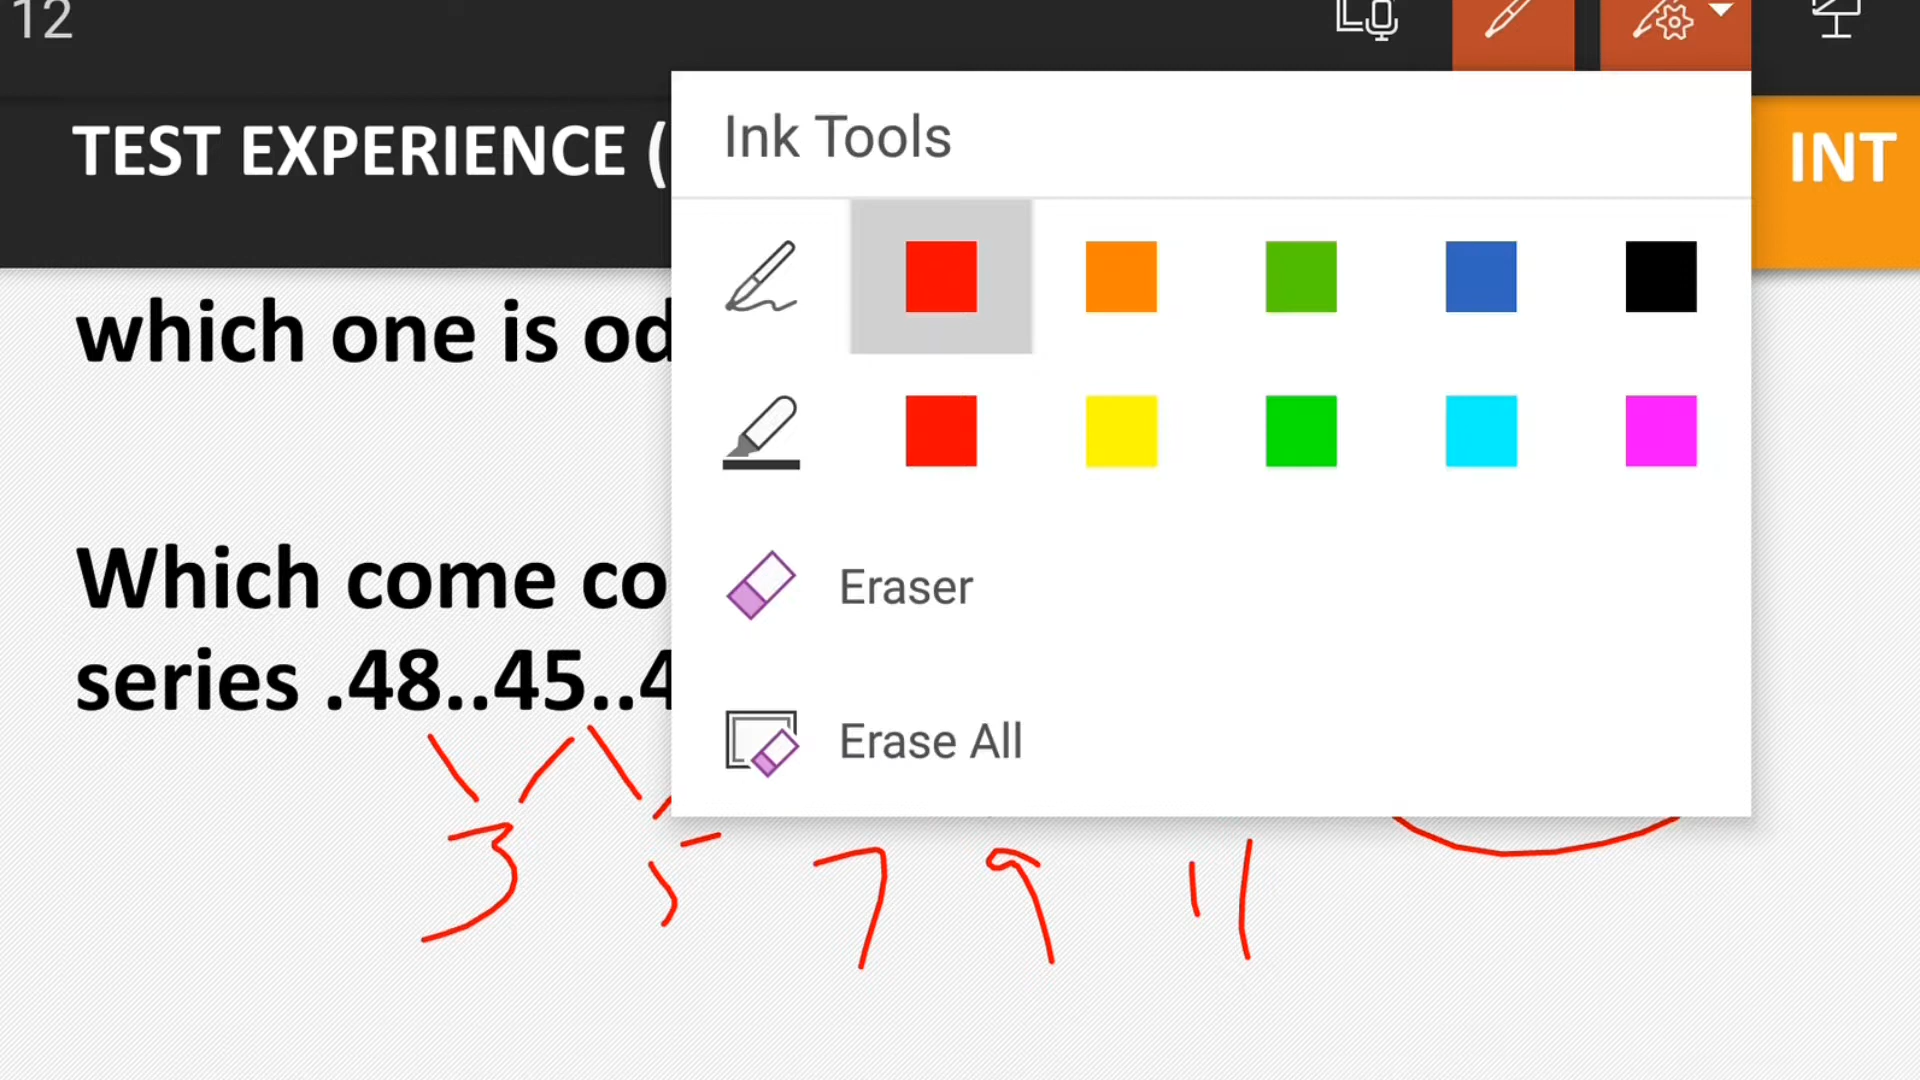 12
TEST EXPERIENCE (
INT
Ink Tools
which one is od
Which come co
series .48..45..4
Eraser
Erase All
3 5 7 9 11